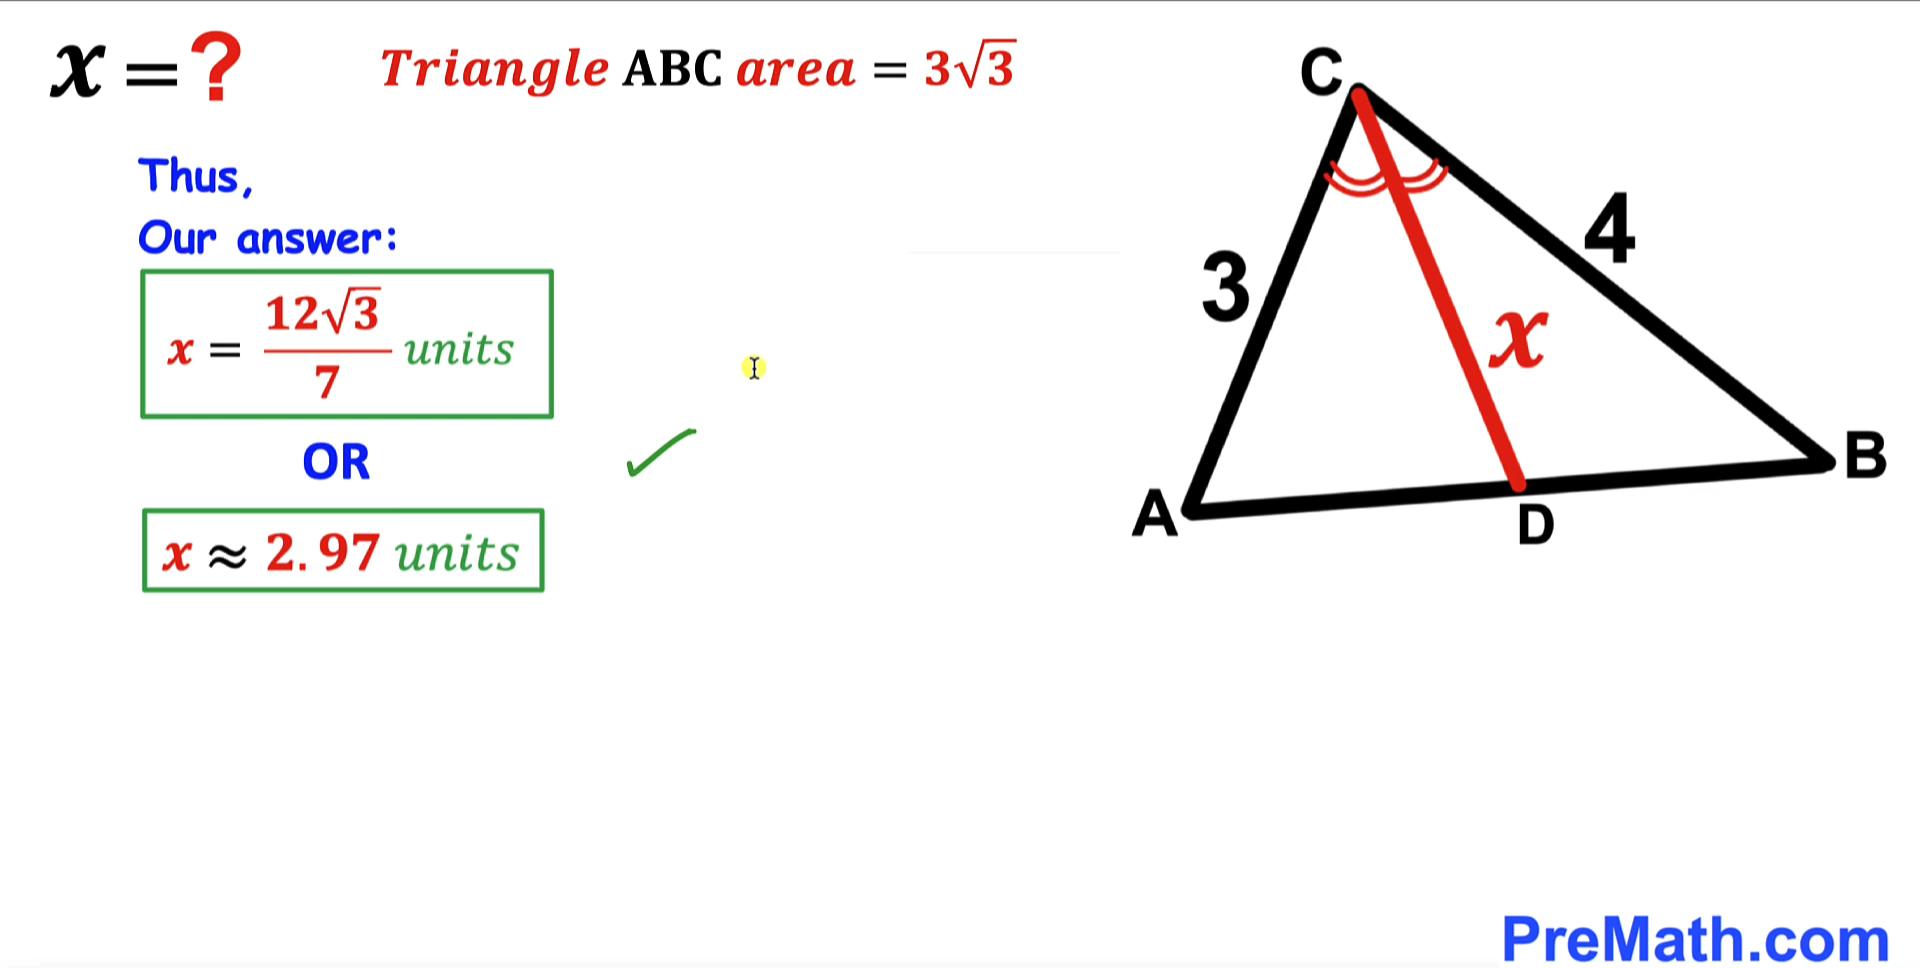 x = ? Triangle ABC area = 3√3
Thus,
Our answer:
x = 12√3/7 units
OR
x ≈ 2.97 units
C
3
4
x
A
B
D
PreMath.com